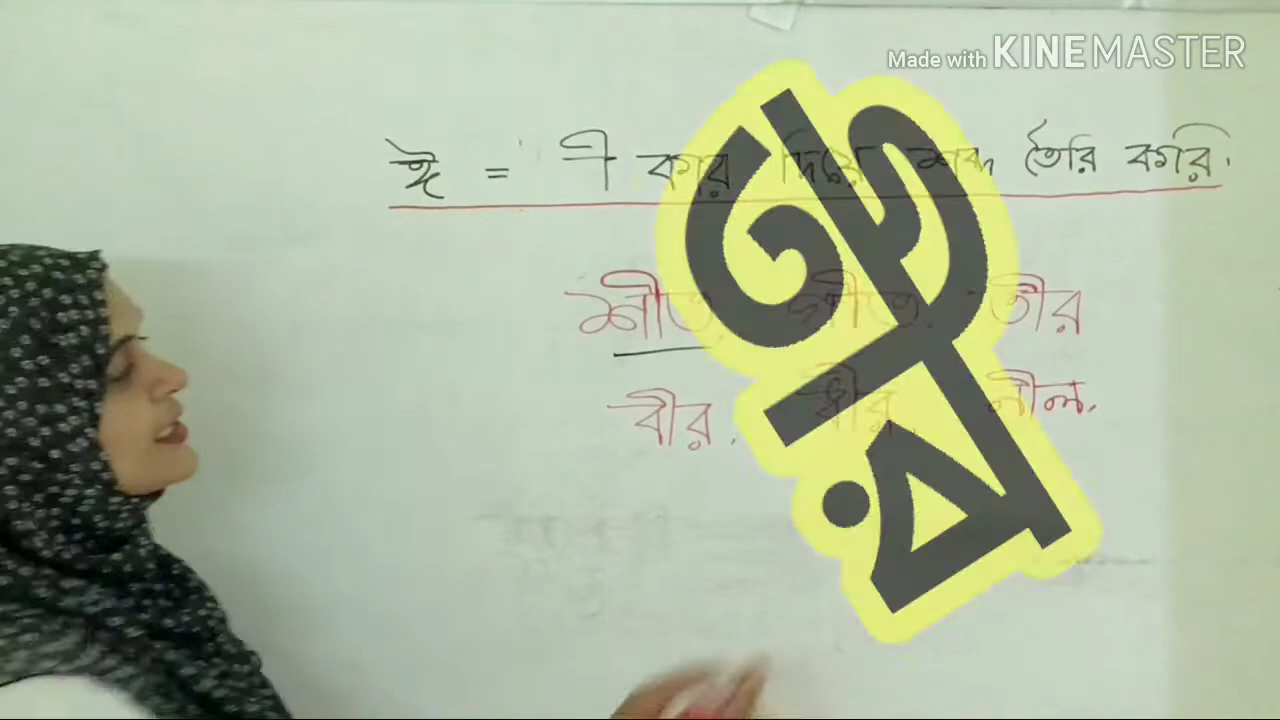 Made with KINEMASTER
ঈ = ী কার দিয়ে শব্দ তৈরি করি।
শীত. গীত. তীর
বীর. ধীর. নীল.
তীর